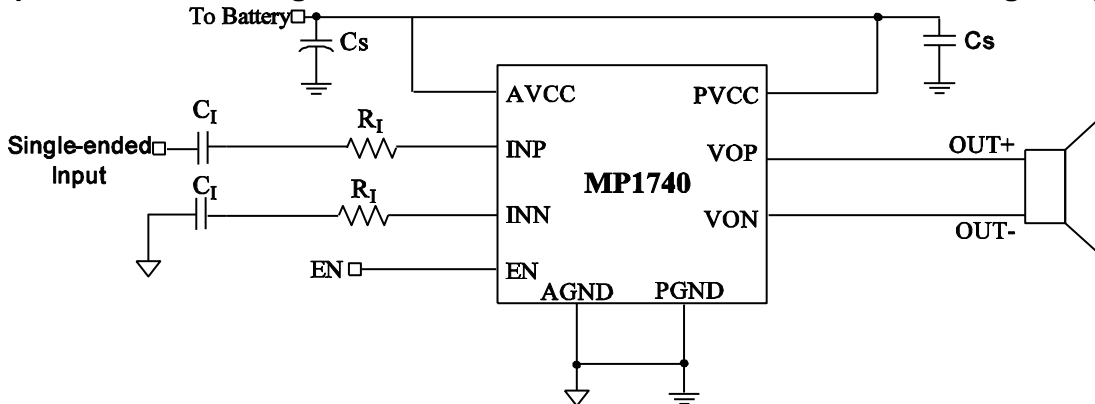 To Battery
Cs
Cs
AVCC
PVCC
CI
RI
Single-ended
Input
INP
VOP
OUT+
MP1740
CI
RI
INN
VON
OUT-
EN
EN
AGND
PGND